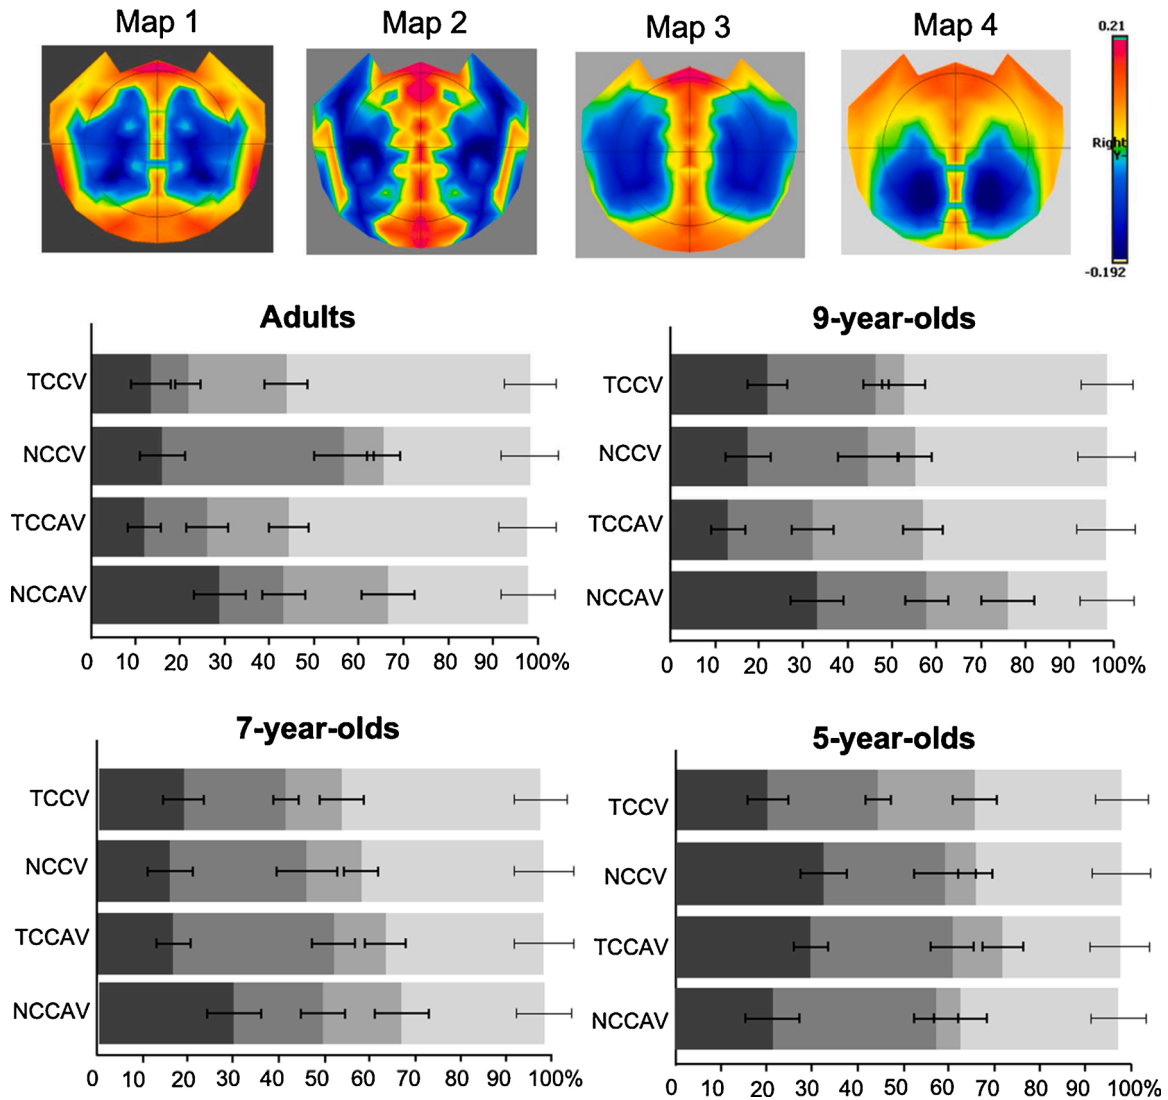 Map 1 Map 2 Map 3 Map 4
0.21
Right
Y-
-0.192
Adults
TCCV
NCCV
TCCAV
NCCAV
0 10 20 30 40 50 60 70 80 90 100%
9-year-olds
TCCV
NCCV
TCCAV
NCCAV
0 10 20 30 40 50 60 70 80 90 100%
7-year-olds
TCCV
NCCV
TCCAV
NCCAV
0 10 20 30 40 50 60 70 80 90 100%
5-year-olds
TCCV
NCCV
TCCAV
NCCAV
0 10 20 30 40 50 60 70 80 90 100%